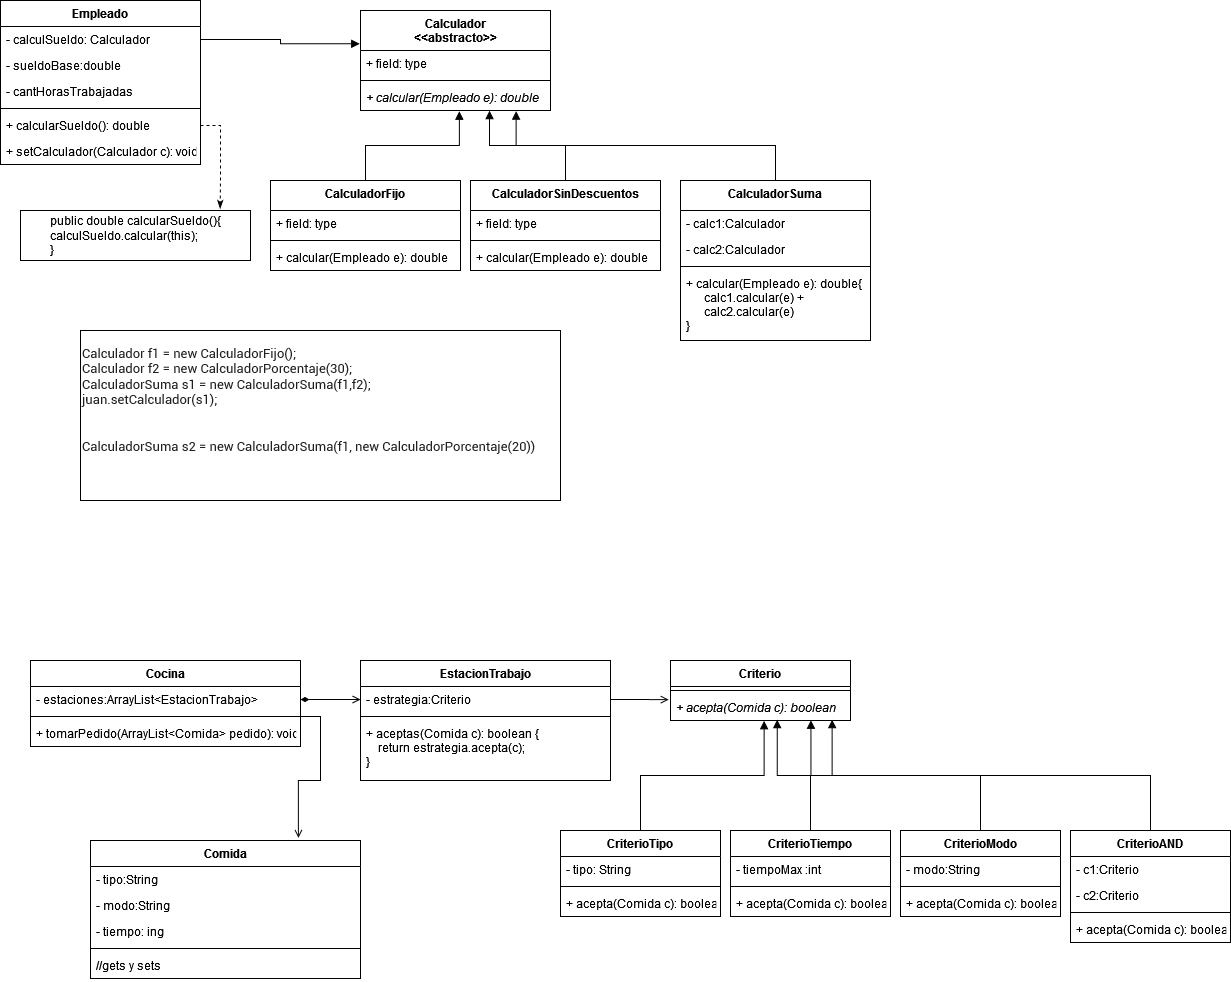 Empleado
- calculSueldo: Calculador
- sueldoBase:double
- cantHorasTrabajadas
+ calcularSueldo(): double
+ setCalculador(Calculador c): void
public double calcularSueldo(){
calculSueldo.calcular(this);
}
Calculador
<<abstracto>>
+ field: type
+ calcular(Empleado e): double
CalculadorFijo
+ field: type
+ calcular(Empleado e): double
CalculadorSinDescuentos
+ field: type
+ calcular(Empleado e): double
CalculadorSuma
- calc1:Calculador
- calc2:Calculador
+ calcular(Empleado e): double{
calc1.calcular(e) +
calc2.calcular(e)
}
Calculador f1 = new CalculadorFijo();
Calculador f2 = new CalculadorPorcentaje(30);
CalculadorSuma s1 = new CalculadorSuma(f1,f2);
juan.setCalculador(s1);
CalculadorSuma s2 = new CalculadorSuma(f1, new CalculadorPorcentaje(20))
Cocina
- estaciones:ArrayList<EstacionTrabajo>
+ tomarPedido(ArrayList<Comida> pedido): void
EstacionTrabajo
- estrategia:Criterio
+ aceptas(Comida c): boolean {
return estrategia.acepta(c);
}
Criterio
+ acepta(Comida c): boolean
Comida
- tipo:String
- modo:String
- tiempo: ing
//gets y sets
CriterioTipo
- tipo: String
+ acepta(Comida c): boolea
CriterioTiempo
- tiempoMax :int
+ acepta(Comida c): boolea
CriterioModo
- modo:String
+ acepta(Comida c): boolea
CriterioAND
- c1:Criterio
- c2:Criterio
+ acepta(Comida c): boolea